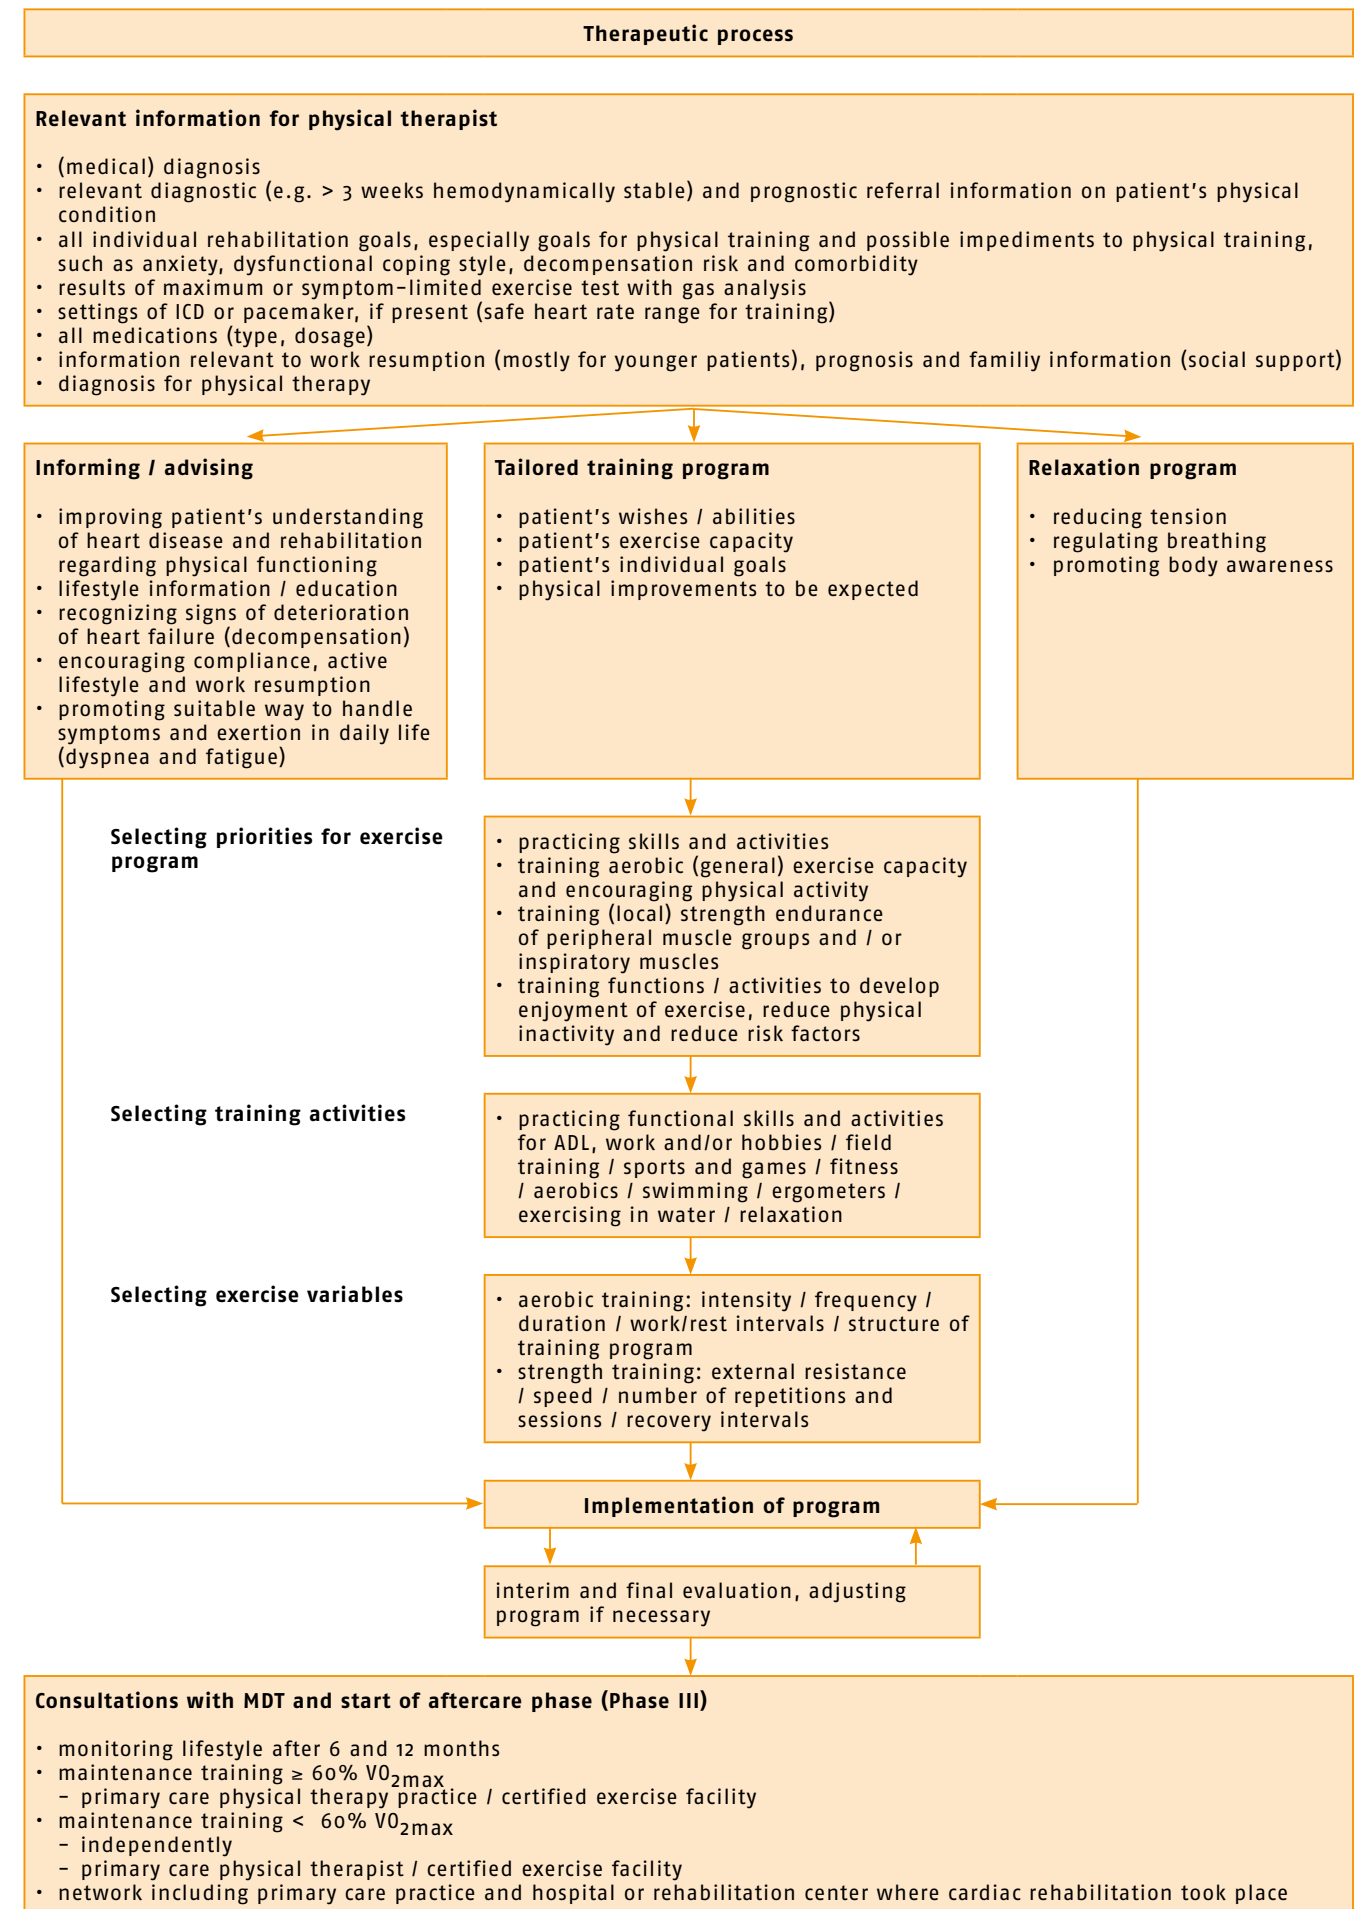 Therapeutic process
Relevant information for physical therapist
• (medical) diagnosis
• relevant diagnostic (e.g. > 3 weeks hemodynamically stable) and prognostic referral information on patient's physical
condition
• all individual rehabilitation goals, especially goals for physical training and possible impediments to physical training,
such as anxiety, dysfunctional coping style, decompensation risk and comorbidity
• results of maximum or symptom-limited exercise test with gas analysis
• settings of ICD or pacemaker, if present (safe heart rate range for training)
• all medications (type, dosage)
• information relevant to work resumption (mostly for younger patients), prognosis and familiy information (social support)
• diagnosis for physical therapy
Informing / advising
• improving patient's understanding
of heart disease and rehabilitation
regarding physical functioning
• lifestyle information / education
• recognizing signs of deterioration
of heart failure (decompensation)
• encouraging compliance, active
lifestyle and work resumption
• promoting suitable way to handle
symptoms and exertion in daily life
(dyspnea and fatigue)
Tailored training program
• patient's wishes / abilities
• patient's exercise capacity
• patient's individual goals
• physical improvements to be expected
Relaxation program
• reducing tension
• regulating breathing
• promoting body awareness
Selecting priorities for exercise
program
• practicing skills and activities
• training aerobic (general) exercise capacity
and encouraging physical activity
• training (local) strength endurance
of peripheral muscle groups and / or
inspiratory muscles
• training functions / activities to develop
enjoyment of exercise, reduce physical
inactivity and reduce risk factors
Selecting training activities
• practicing functional skills and activities
for ADL, work and/or hobbies / field
training / sports and games / fitness
/ aerobics / swimming / ergometers /
exercising in water / relaxation
Selecting exercise variables
• aerobic training: intensity / frequency /
duration / work/rest intervals / structure of
training program
• strength training: external resistance
/ speed / number of repetitions and
sessions / recovery intervals
Implementation of program
interim and final evaluation, adjusting
program if necessary
Consultations with MDT and start of aftercare phase (Phase III)
• monitoring lifestyle after 6 and 12 months
• maintenance training ≥ 60% VO2max
– primary care physical therapy practice / certified exercise facility
• maintenance training < 60% VO2max
– independently
– primary care physical therapist / certified exercise facility
• network including primary care practice and hospital or rehabilitation center where cardiac rehabilitation took place